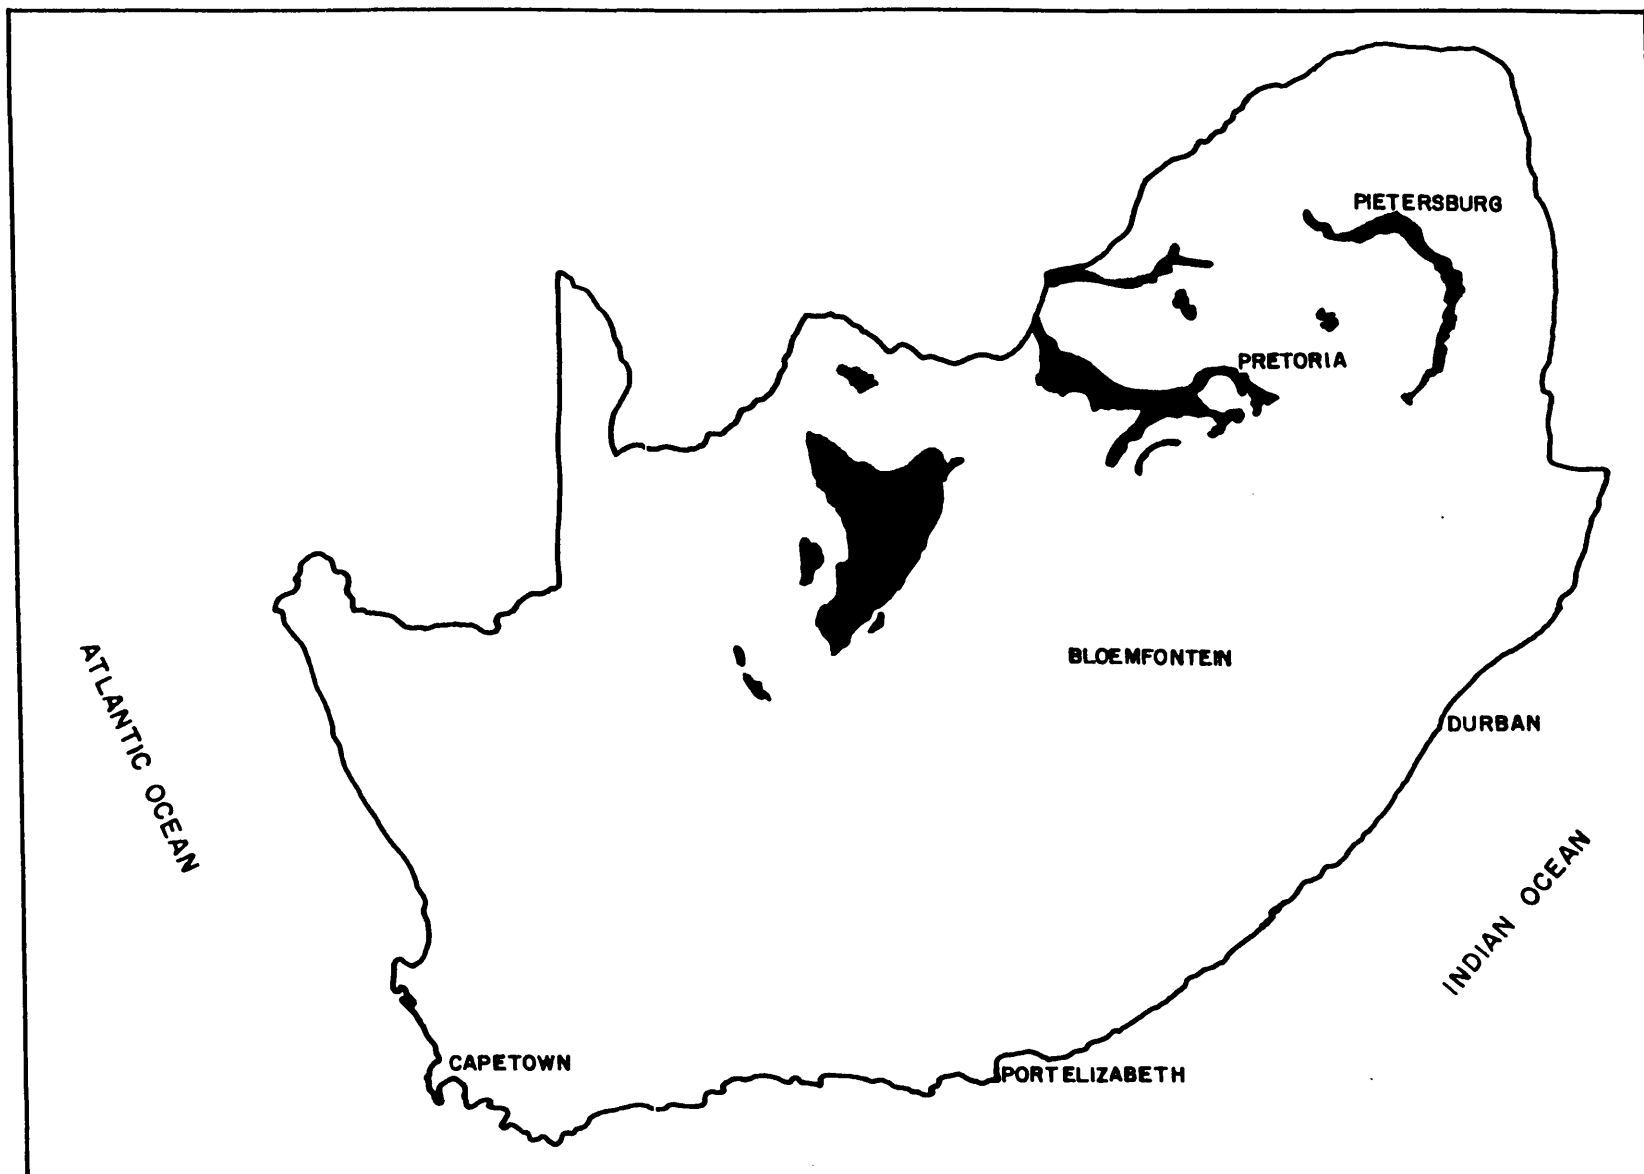 PIETERSBURG
PRETORIA
BLOEMFONTEIN
ATLANTIC OCEAN
DURBAN
INDIAN OCEAN
CAPETOWN
PORT ELIZABETH